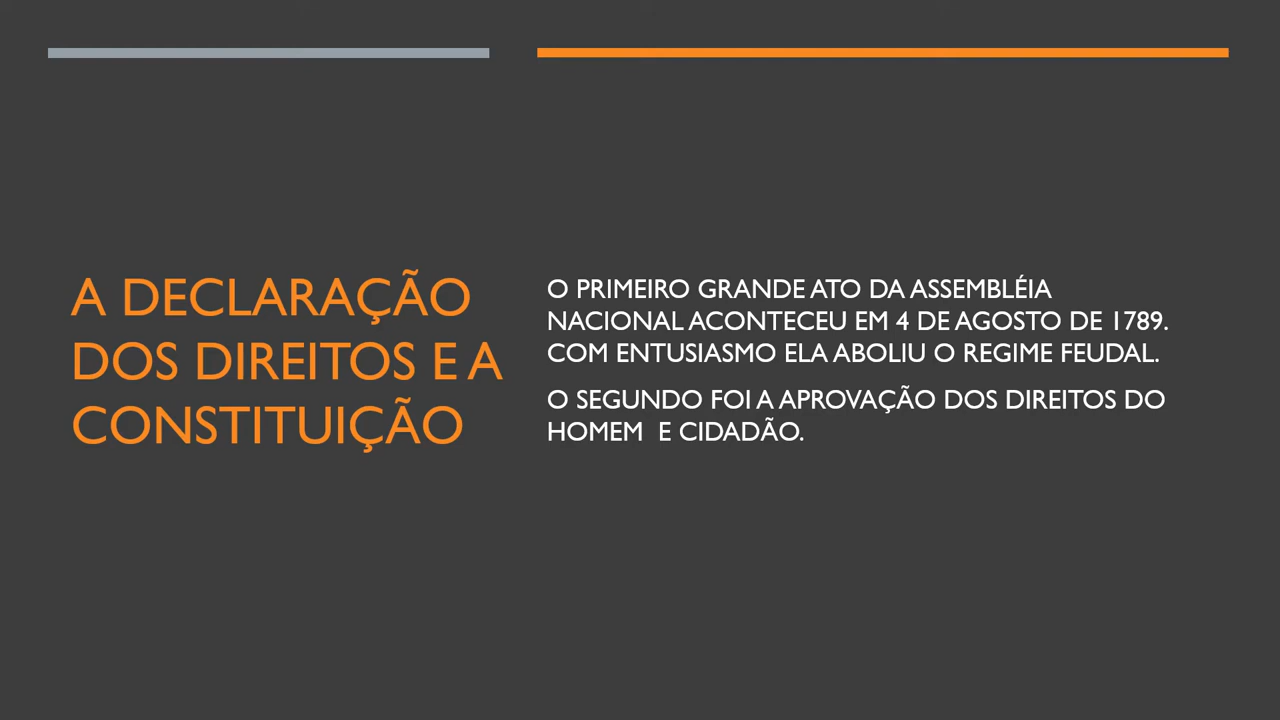 A DECLARAÇÃO
DOS DIREITOS E A
CONSTITUIÇÃO
O PRIMEIRO GRANDE ATO DA ASSEMBLÉIA
NACIONAL ACONTECEU EM 4 DE AGOSTO DE 1789.
COM ENTUSIASMO ELA ABOLIU O REGIME FEUDAL.
O SEGUNDO FOI A APROVAÇÃO DOS DIREITOS DO
HOMEM  E CIDADÃO.